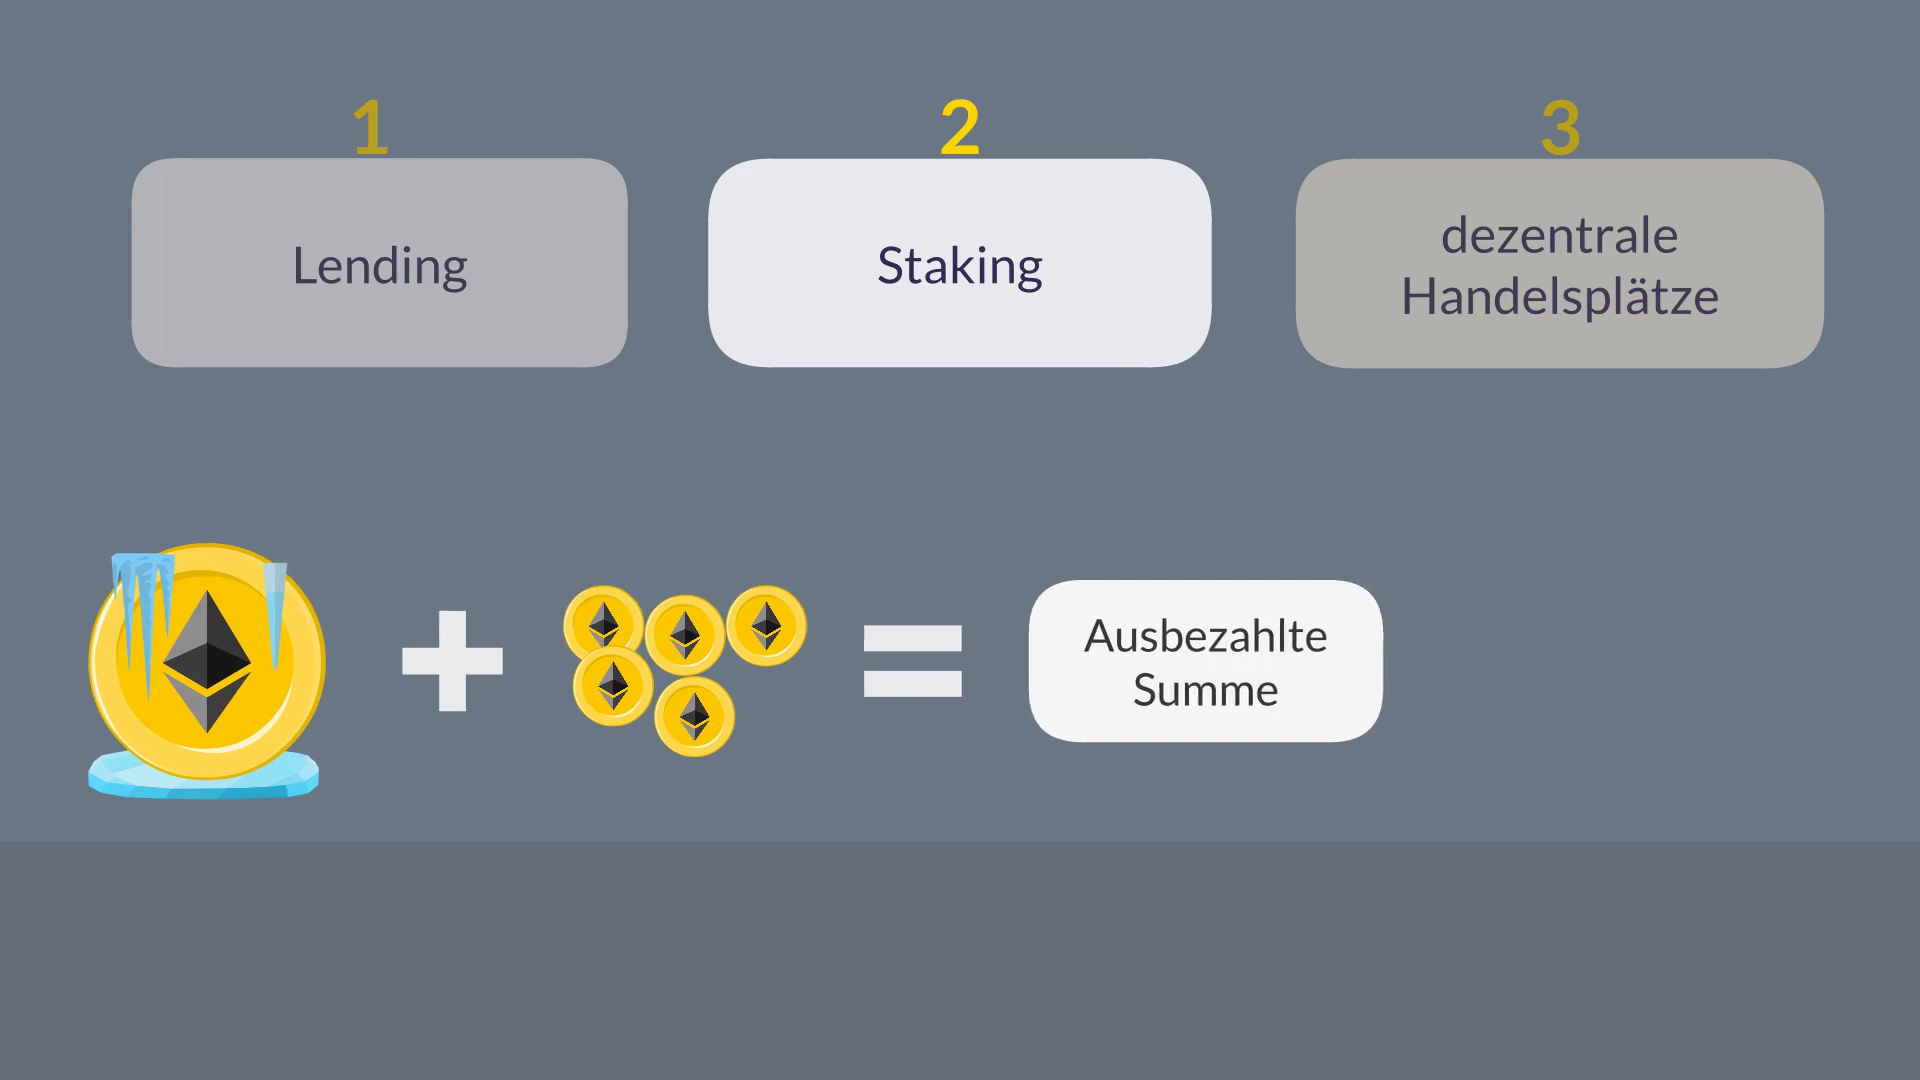 1
Lending
2
Staking
3
dezentrale
Handelsplätze
Ausbezahlte
Summe